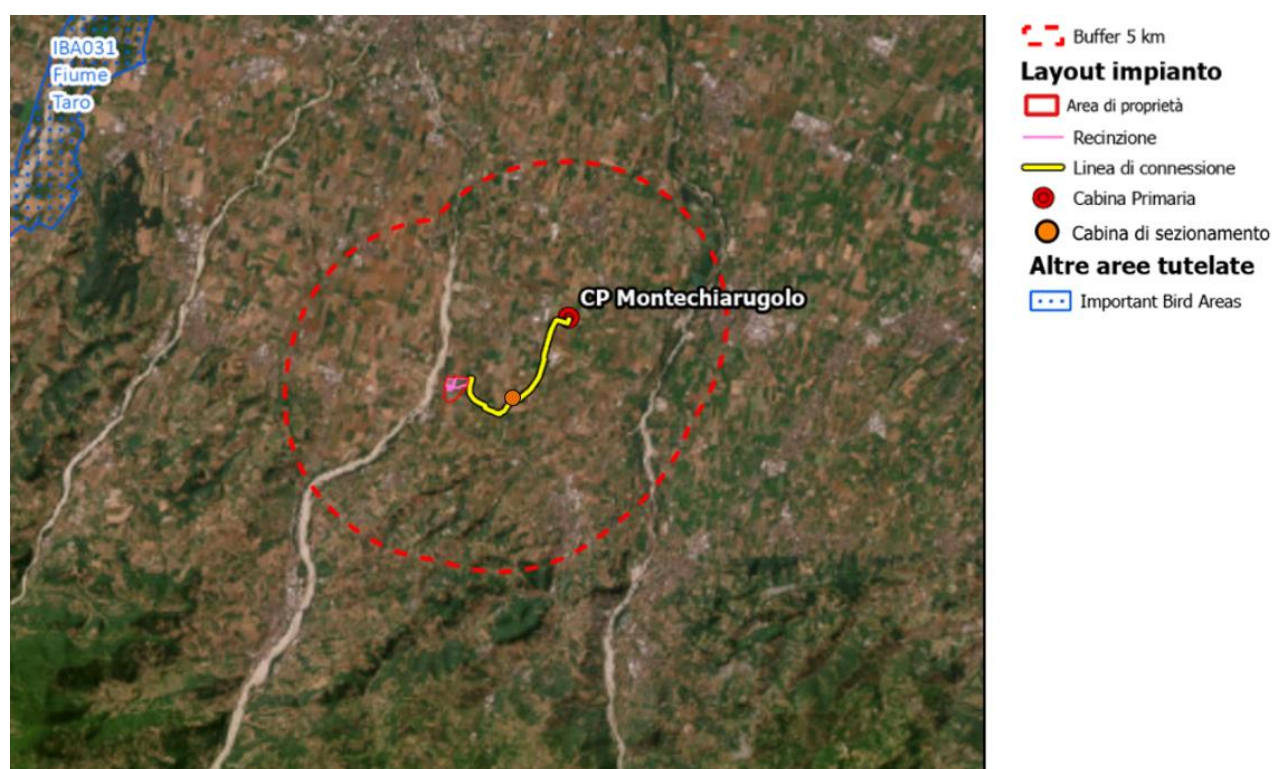 IBA031
Fiume
Taro
CP Montechiarugolo
Buffer 5 km
Layout impianto
Area di proprietà
Recinzione
Linea di connessione
Cabina Primaria
Cabina di sezionamento
Altre aree tutelate
Important Bird Areas